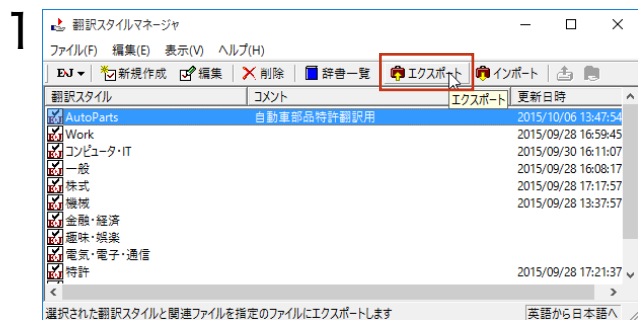 1
翻訳スタイルマネージャ
ファイル(F) 編集(E) 表示(V) ヘルプ(H)
EJ 新規作成 編集 削除 辞書一覧 エクスポート インポート
翻訳スタイル コメント 更新日時
エクスポート
AutoParts 自動車部品特許翻訳用 2015/10/06 13:47:54
Work 2015/09/28 16:59:45
コンピュータ・IT 2015/09/30 16:11:07
一般 2015/09/28 16:08:17
株式 2015/09/28 17:17:57
機械 2015/09/28 13:37:57
金融・経済
趣味・娯楽
電気・電子・通信
特許 2015/09/28 17:21:37
選択された翻訳スタイルと関連ファイルを指定のファイルにエクスポートします 英語から日本語へ